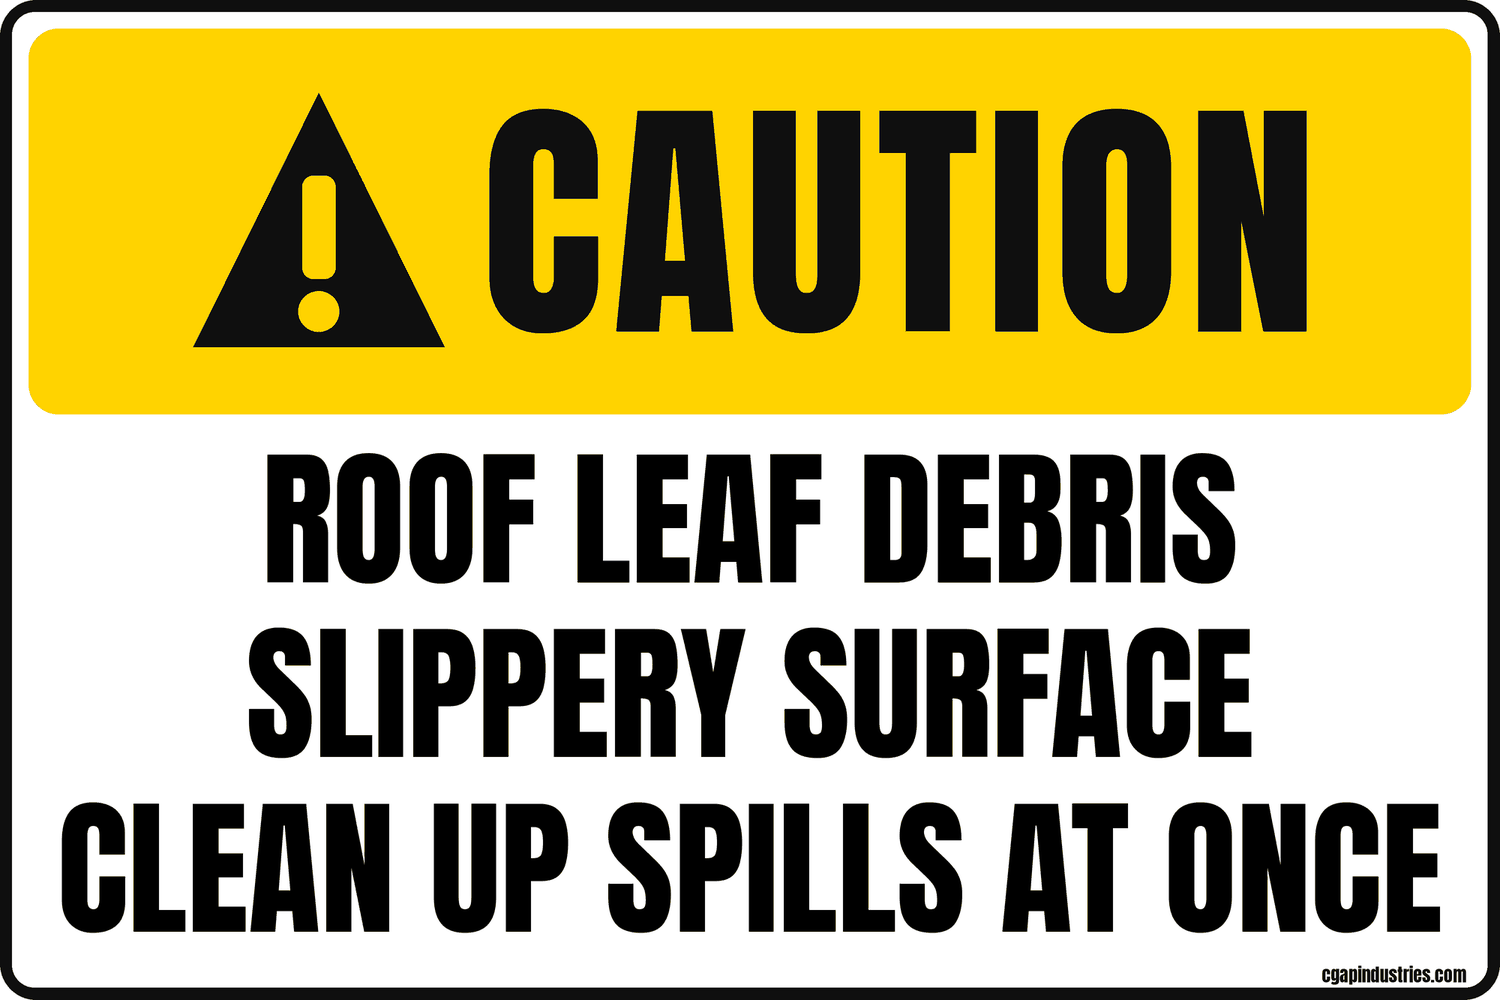 CAUTION
ROOF LEAF DEBRIS
SLIPPERY SURFACE
CLEAN UP SPILLS AT ONCE
cgapindustries.com